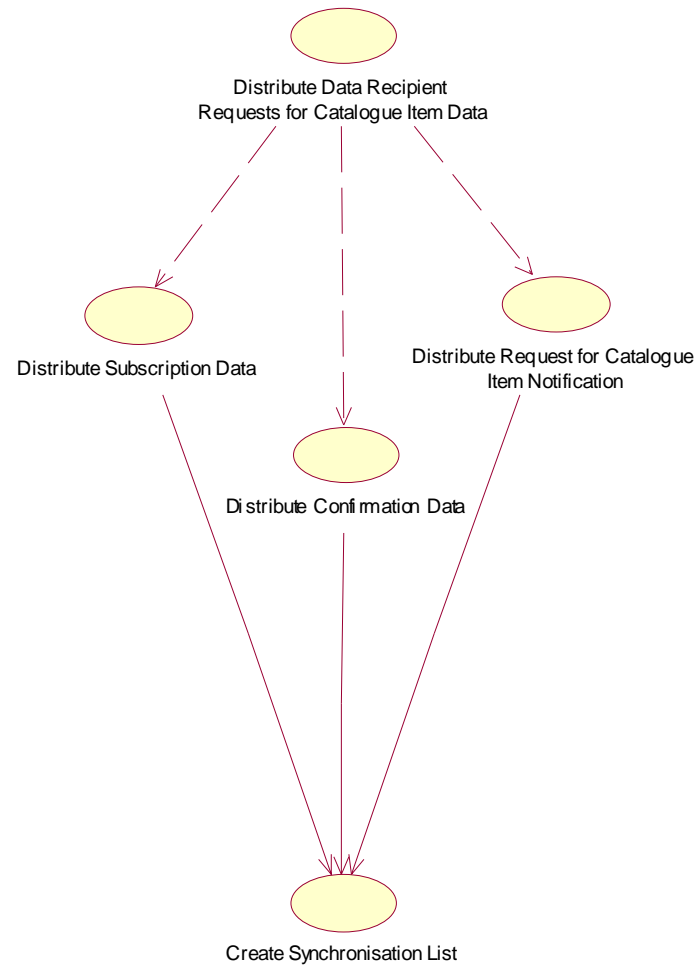 Distribute Data Recipient
Requests for Catalogue Item Data
Distribute Subscription Data
Distribute Request for Catalogue
Item Notification
Distribute Confirmation Data
Create Synchronisation List